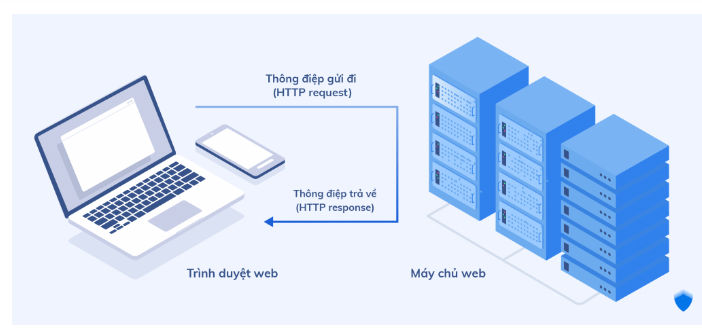 Thông điệp gửi đi
(HTTP request)
Thông điệp trả về
(HTTP response)
Trình duyệt web
Máy chủ web